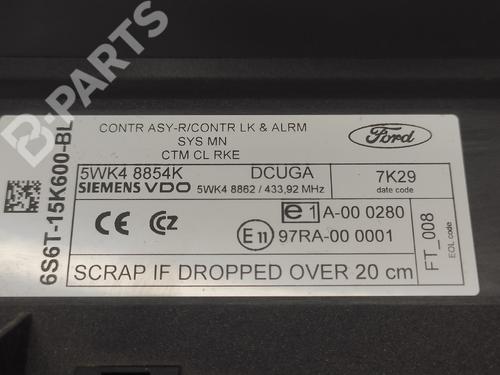 B-PARTS
CONTR ASY-R/CONTR LK & ALRM
SYS MN
CTM CL RKE
Ford
6S6T-15K600-BL
5WK4 8854K DCUGA
SIEMENS VDO 5WK4 8862 / 433,92 MHz
7K29
date code
CE CZ
e1 A-00 0280
E11 97RA-00 0001
FT_008
EOL code
SCRAP IF DROPPED OVER 20 cm